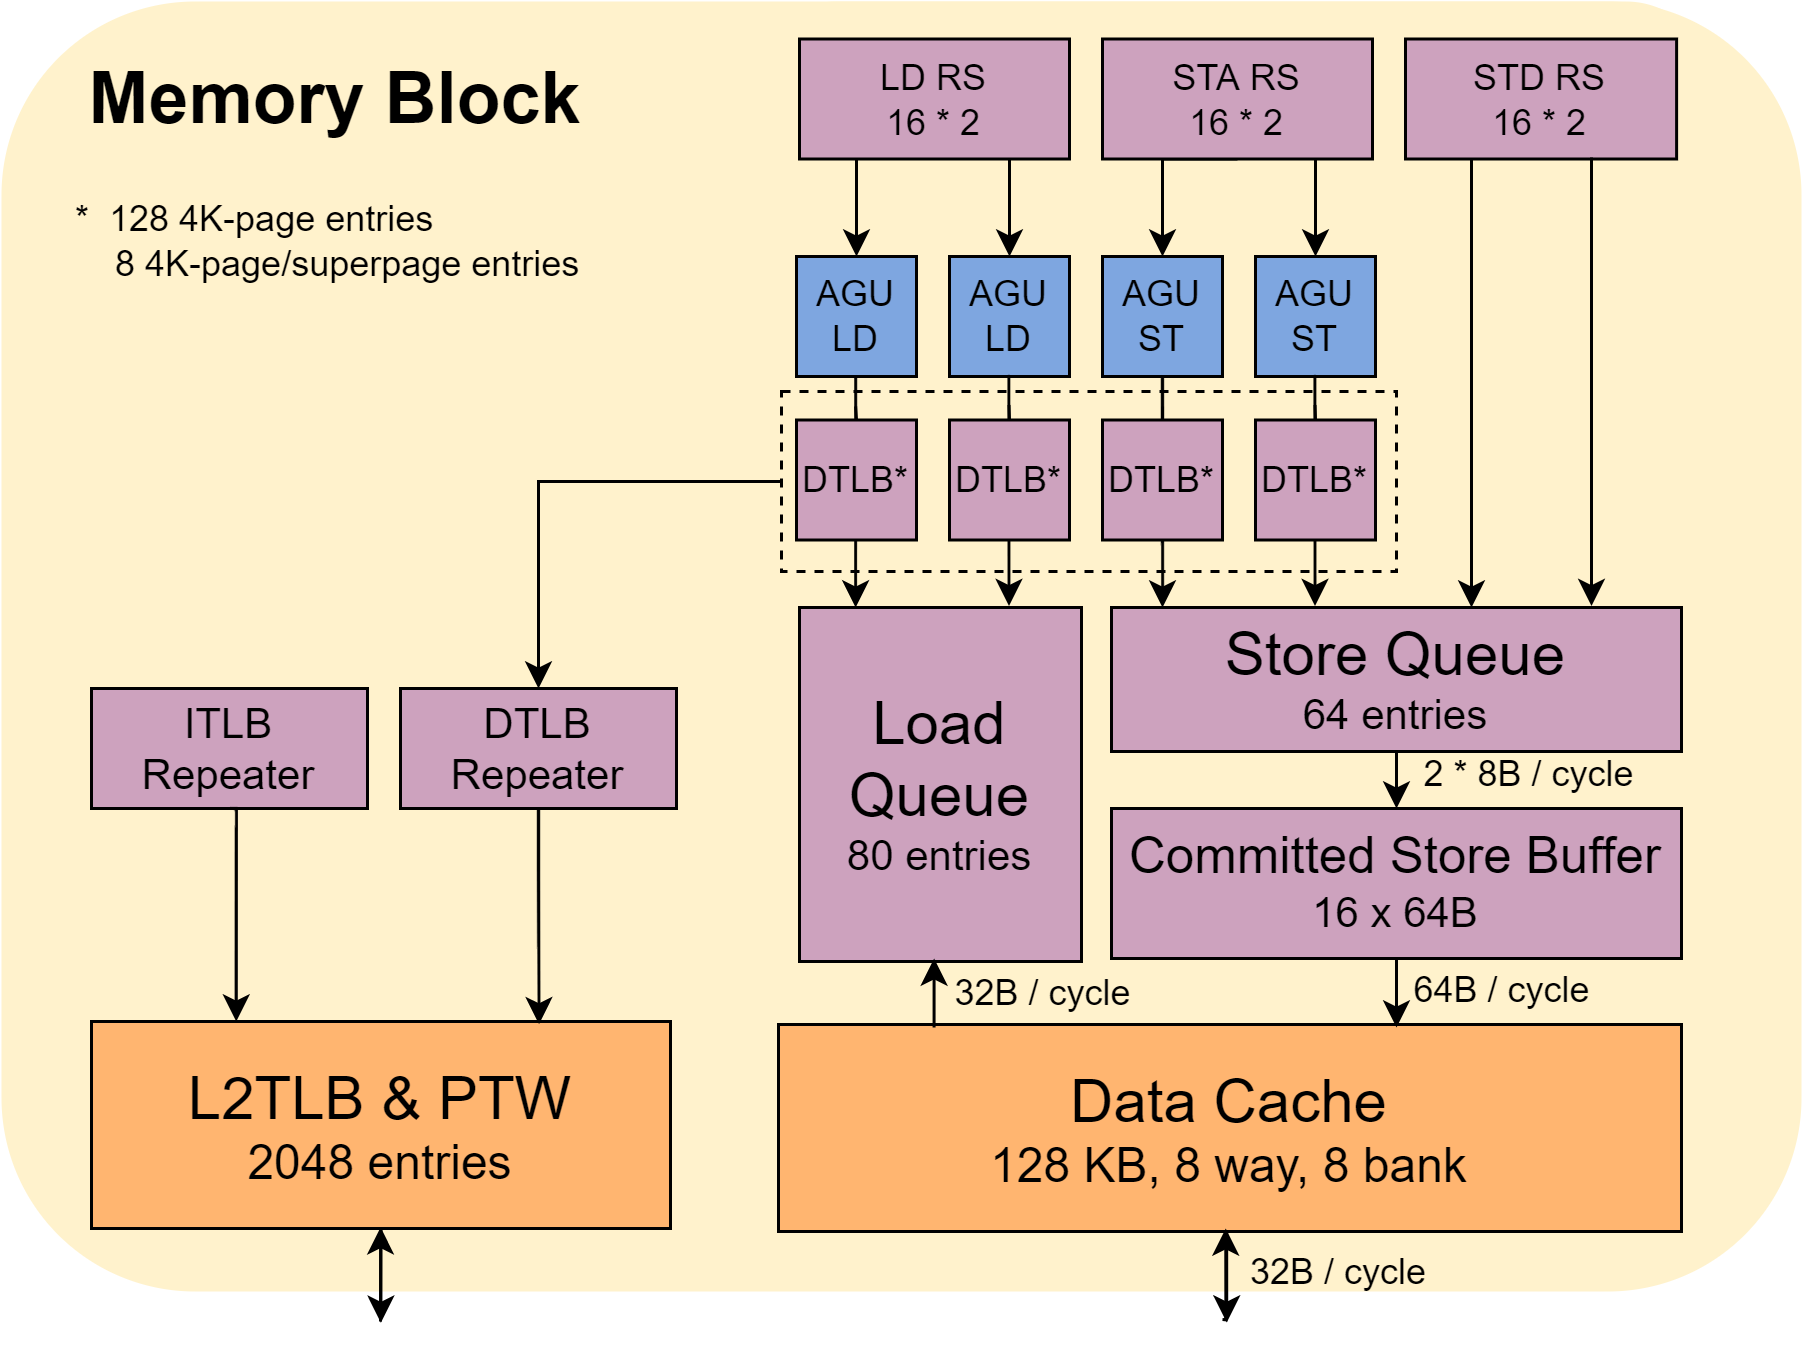 Memory Block
* 128 4K-page entries
8 4K-page/superpage entries
LD RS
16 * 2
STA RS
16 * 2
STD RS
16 * 2
AGU
LD
AGU
LD
AGU
ST
AGU
ST
DTLB*
DTLB*
DTLB*
DTLB*
ITLB
Repeater
DTLB
Repeater
Load
Queue
80 entries
Store Queue
64 entries
2 * 8B / cycle
Committed Store Buffer
16 x 64B
32B / cycle
64B / cycle
L2TLB & PTW
2048 entries
Data Cache
128 KB, 8 way, 8 bank
32B / cycle